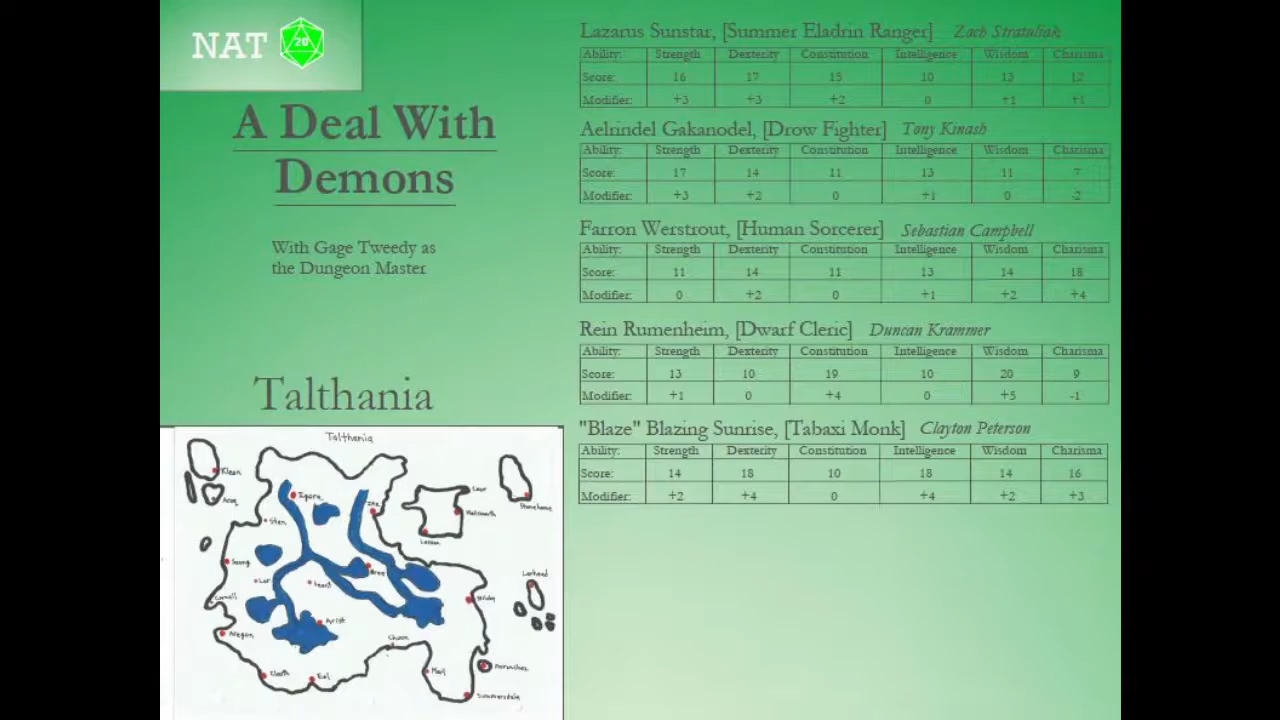 NAT 20
A Deal With
Demons
With Gage Tweedy as
the Dungeon Master
Talthania
Talthania
Kleen
Sten
Lor
Arist
Aregon
Chaan
Mail
Lazarus Sunstar, [Summer Eladrin Ranger] Zach Stratuliak
Ability: Strength Dexterity Constitution Intelligence Wisdom Charisma
Score: 16 17 15 10 13 12
Modifier: +3 +3 +2 0 +1 +1
Aelrindel Gakanodel, [Drow Fighter] Tony Kinash
Ability: Strength Dexterity Constitution Intelligence Wisdom Charisma
Score: 17 14 11 13 11 7
Modifier: +3 +2 0 +1 0 -2
Farron Werstrout, [Human Sorcerer] Sebastian Campbell
Ability: Strength Dexterity Constitution Intelligence Wisdom Charisma
Score: 11 14 11 13 14 18
Modifier: 0 +2 0 +1 +2 +4
Rein Rumenheim, [Dwarf Cleric] Duncan Krammer
Ability: Strength Dexterity Constitution Intelligence Wisdom Charisma
Score: 13 10 19 10 20 9
Modifier: +1 0 +4 0 +5 -1
"Blaze" Blazing Sunrise, [Tabaxi Monk] Clayton Peterson
Ability: Strength Dexterity Constitution Intelligence Wisdom Charisma
Score: 14 18 10 18 14 16
Modifier: +2 +4 0 +4 +2 +3